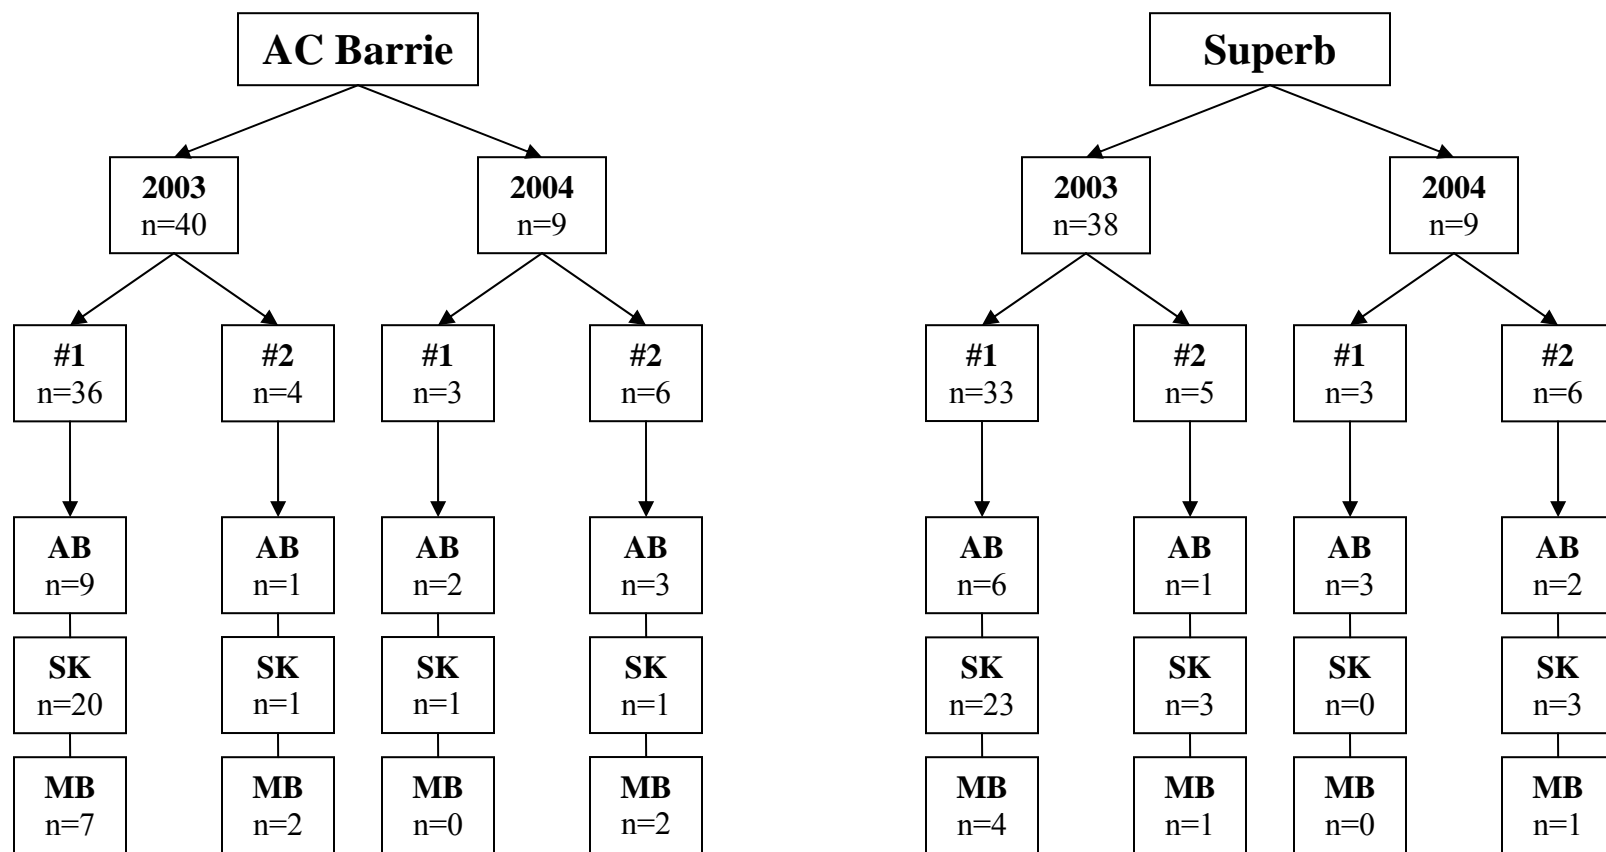 AC Barrie
2003
n=40
2004
n=9
#1
n=36
#2
n=4
#1
n=3
#2
n=6
AB
n=9
AB
n=1
AB
n=2
AB
n=3
SK
n=20
SK
n=1
SK
n=1
SK
n=1
MB
n=7
MB
n=2
MB
n=0
MB
n=2
Superb
2003
n=38
2004
n=9
#1
n=33
#2
n=5
#1
n=3
#2
n=6
AB
n=6
AB
n=1
AB
n=3
AB
n=2
SK
n=23
SK
n=3
SK
n=0
SK
n=3
MB
n=4
MB
n=1
MB
n=0
MB
n=1